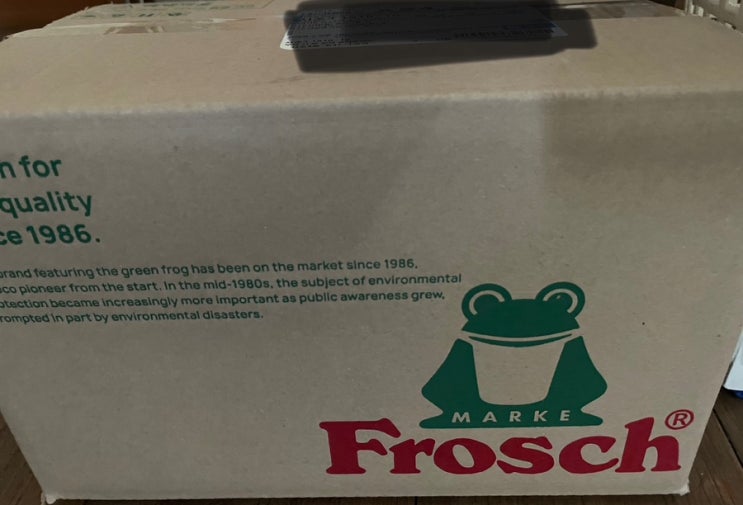 n for
quality
ce 1986.
brand featuring the green frog has been on the market since 1986,
co pioneer from the start. In the mid-1980s, the subject of environmental
otection became increasingly more important as public awareness grew,
rompted in part by environmental disasters.
MARKE
Frosch®